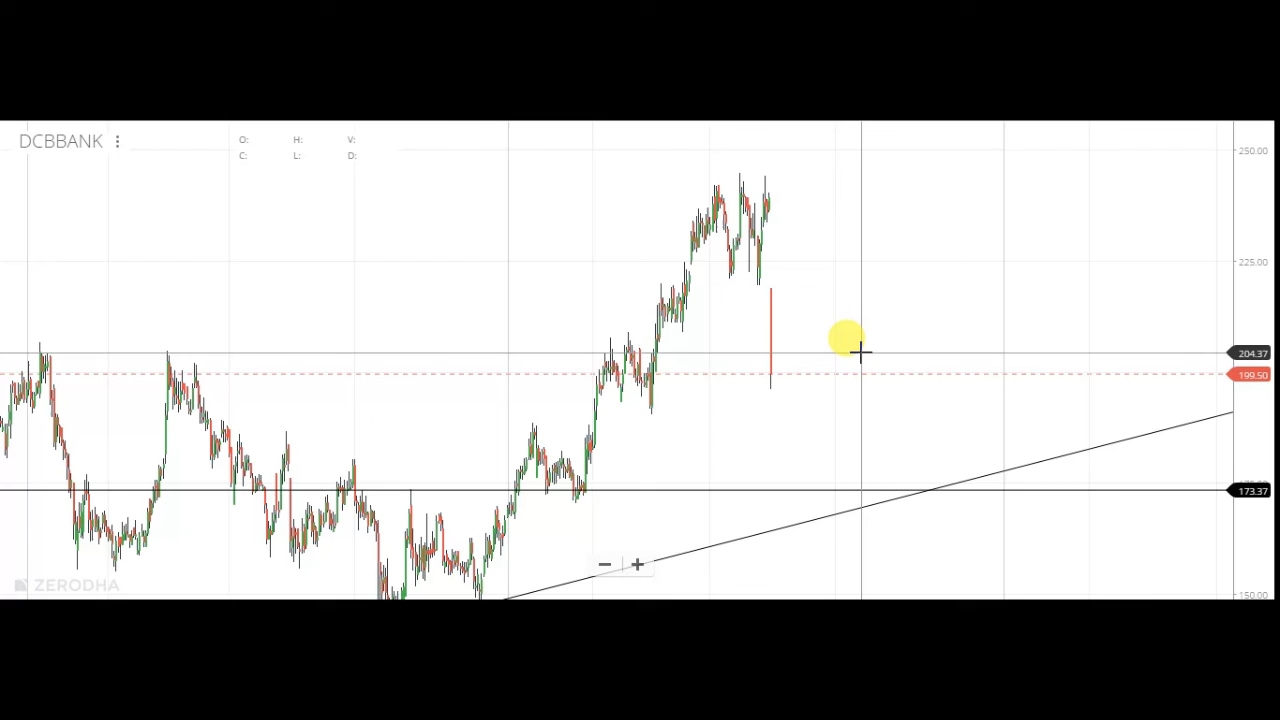 DCBBANK
O: H: V:
C: L: D:
250.00
225.00
204.37
199.50
173.37
150.00
ZERODHA